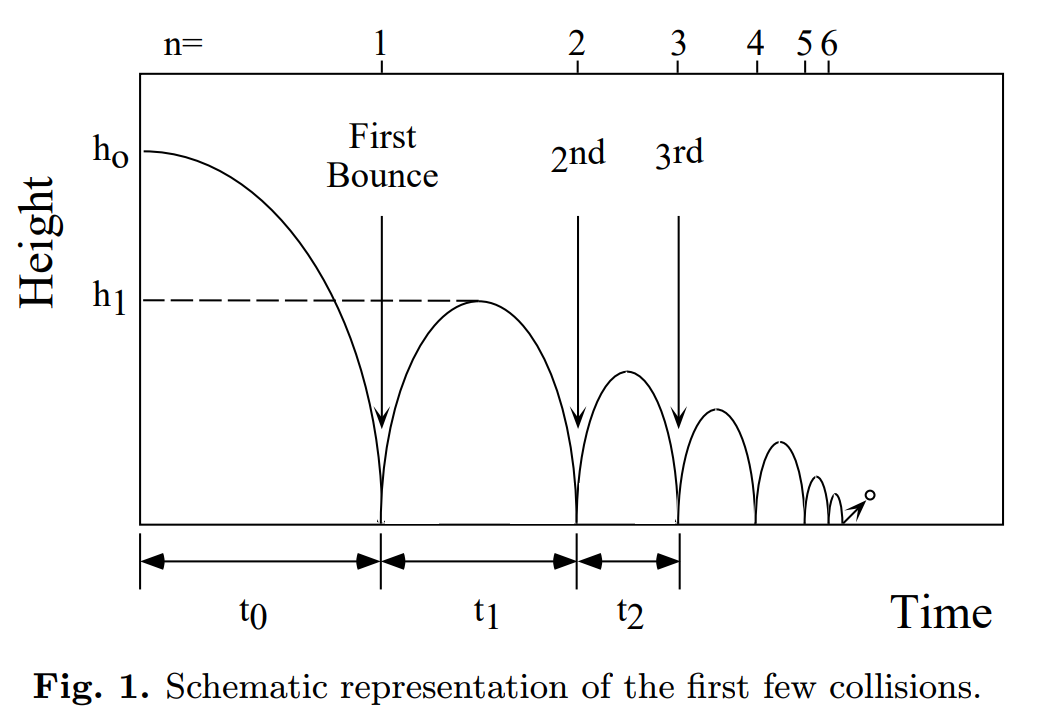 n= 1 2 3 4 5 6
First
Bounce
2nd
3rd
h₀
h₁
Height
t₀ t₁ t₂
Time
Fig. 1. Schematic representation of the first few collisions.